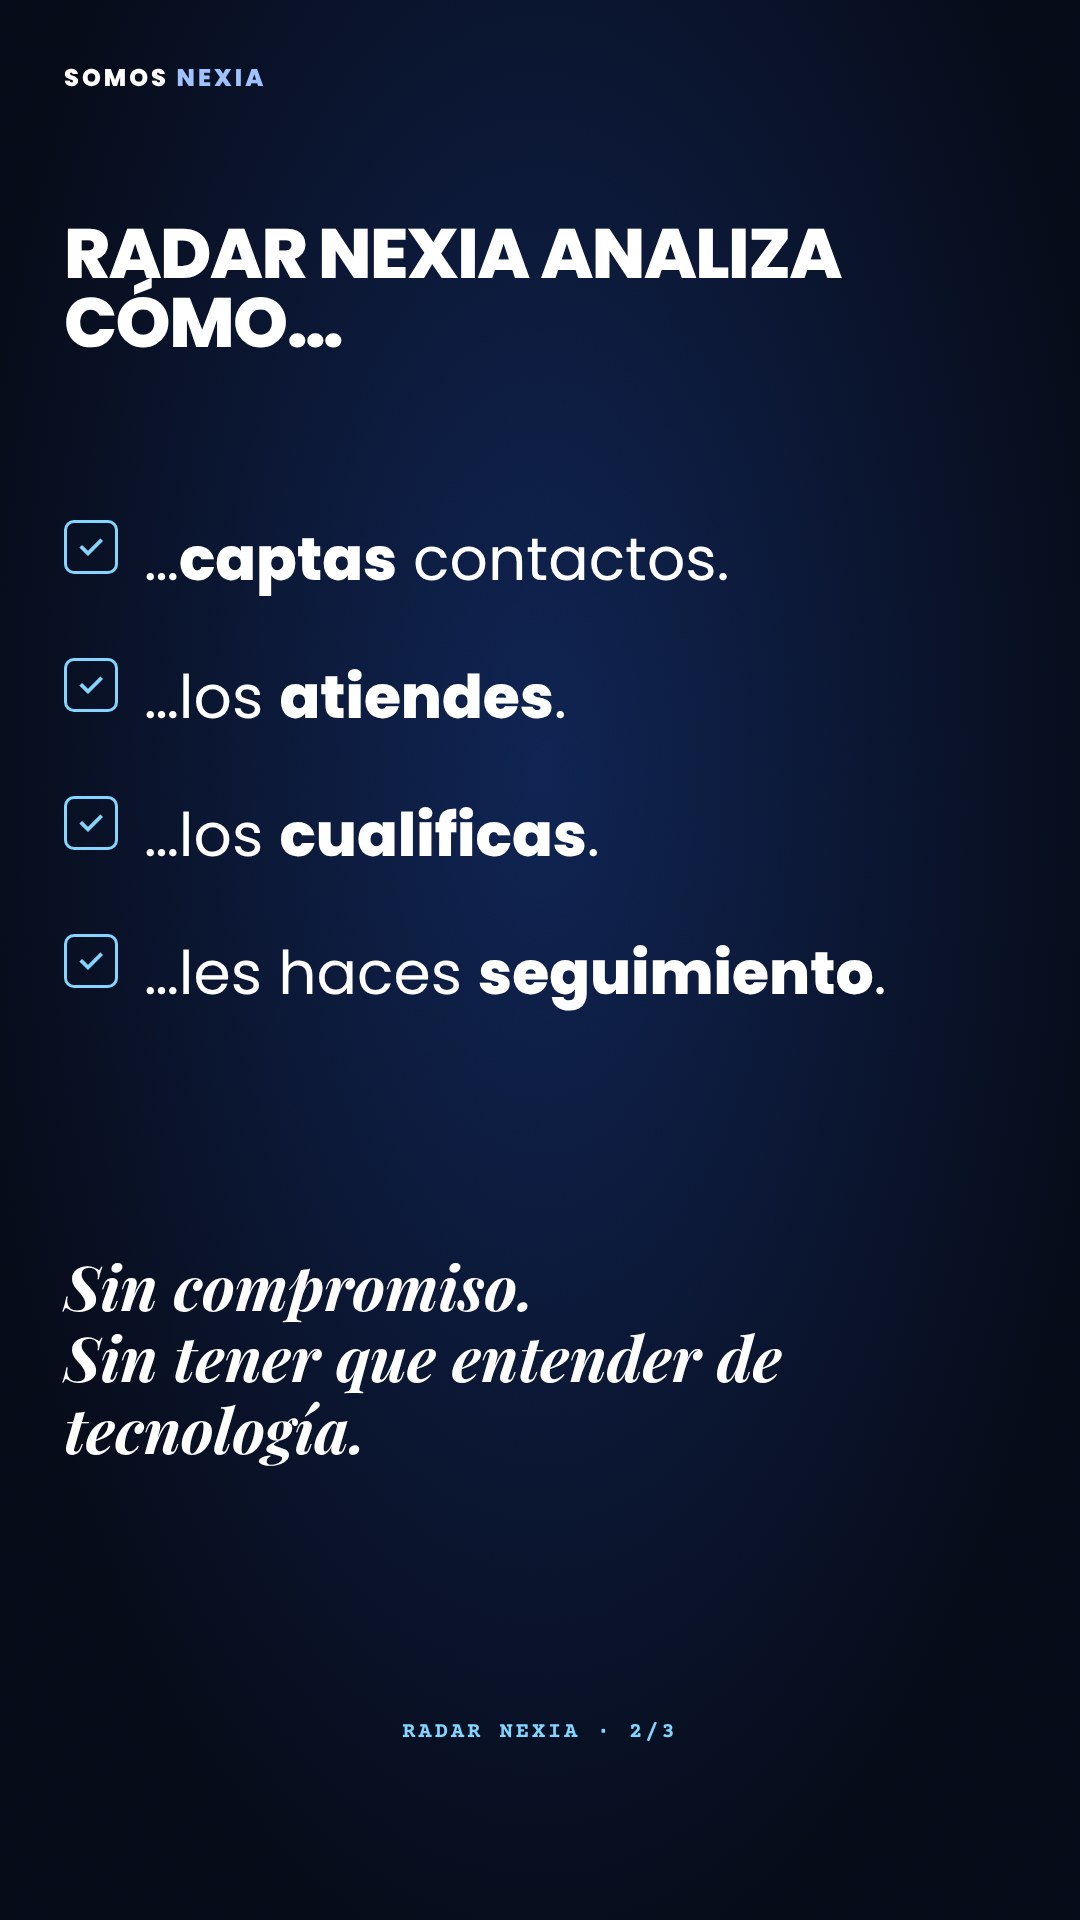 SOMOS NEXIA
RADAR NEXIA ANALIZA
CÓMO...
...captas contactos.
...los atiendes.
...los cualificas.
...les haces seguimiento.
Sin compromiso.
Sin tener que entender de
tecnología.
RADAR NEXIA · 2/3